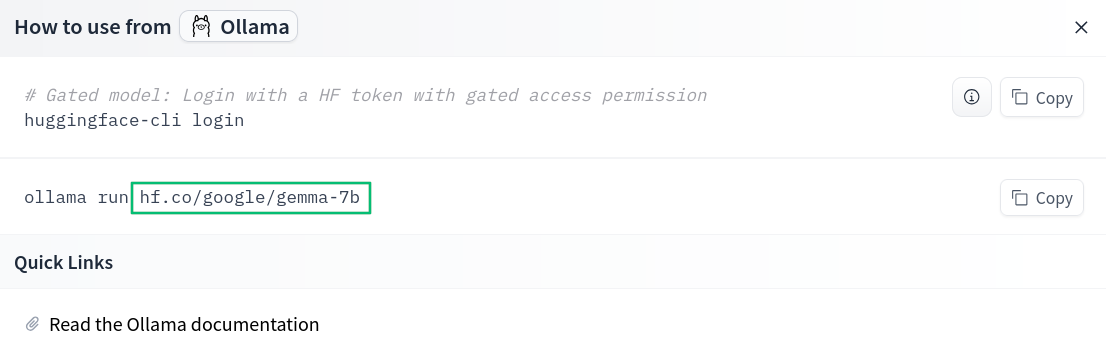 How to use from Ollama
# Gated model: Login with a HF token with gated access permission
huggingface-cli login
Copy
ollama run hf.co/google/gemma-7b
Copy
Quick Links
Read the Ollama documentation